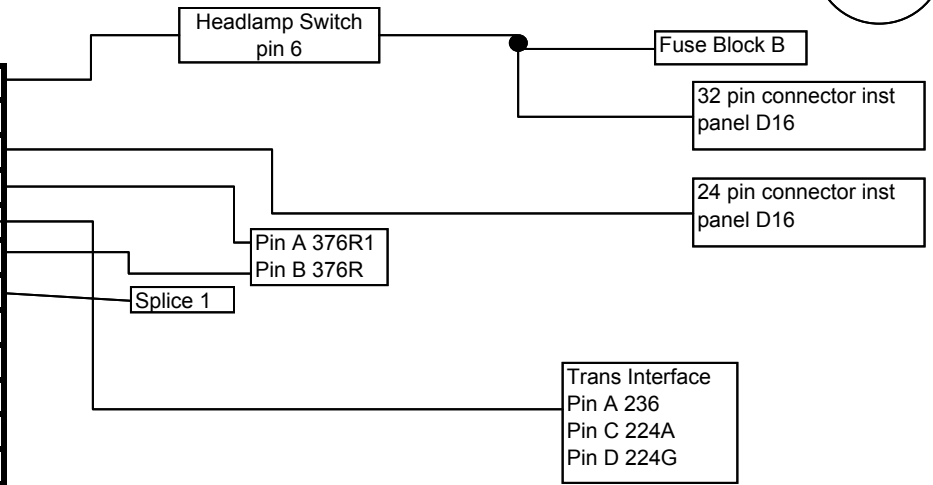 Headlamp Switch
pin 6
Fuse Block B
32 pin connector inst
panel D16
24 pin connector inst
panel D16
Pin A 376R1
Pin B 376R
Splice 1
Trans Interface
Pin A 236
Pin C 224A
Pin D 224G